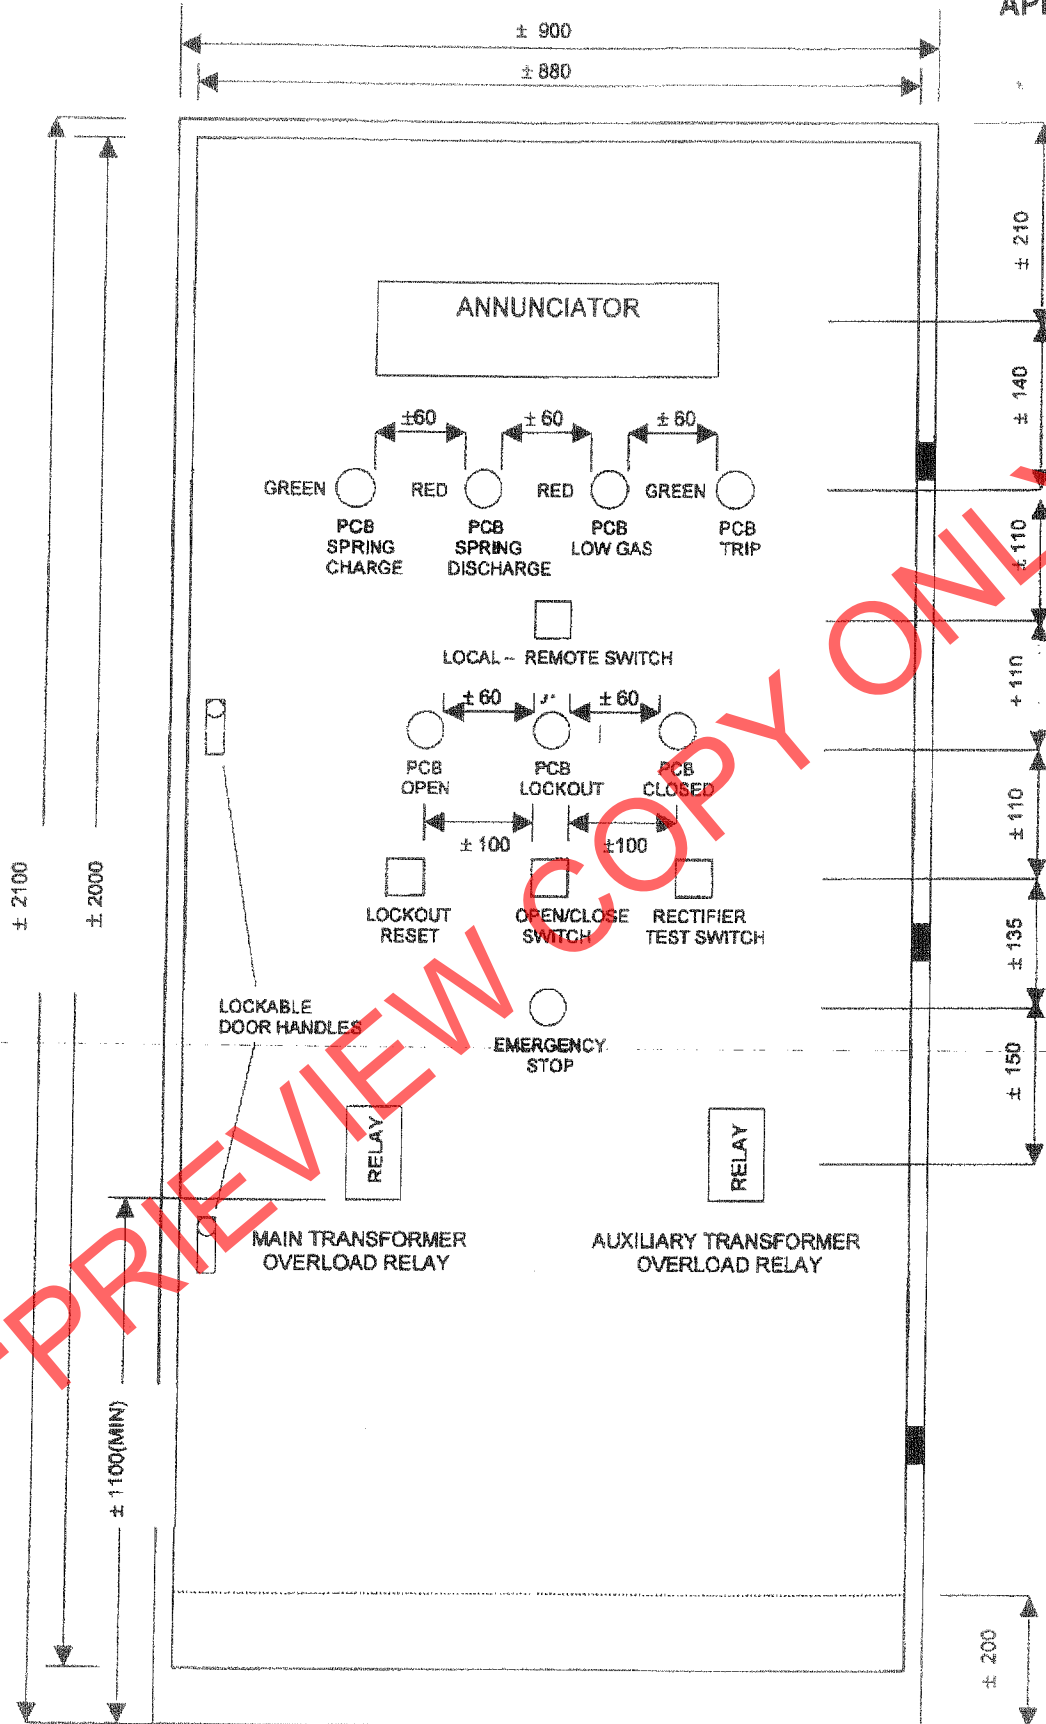 ± 900
± 880
± 210
ANNUNCIATOR
± 140
±60
± 60
± 60
GREEN
RED
RED
GREEN
PCB
SPRING
CHARGE
PCB
SPRING
DISCHARGE
PCB
LOW GAS
PCB
TRIP
±110
LOCAL – REMOTE SWITCH
+ 110
± 60
± 60
PCB
OPEN
PCB
LOCKOUT
PCB
CLOSED
± 110
± 100
±100
± 2100
± 2000
LOCKOUT
RESET
OPEN/CLOSE
SWITCH
RECTIFIER
TEST SWITCH
± 135
LOCKABLE
DOOR HANDLES
EMERGENCY
STOP
± 150
RELAY
RELAY
MAIN TRANSFORMER
OVERLOAD RELAY
AUXILIARY TRANSFORMER
OVERLOAD RELAY
± 1100(MIN)
± 200
PREVIEW COPY ONLY